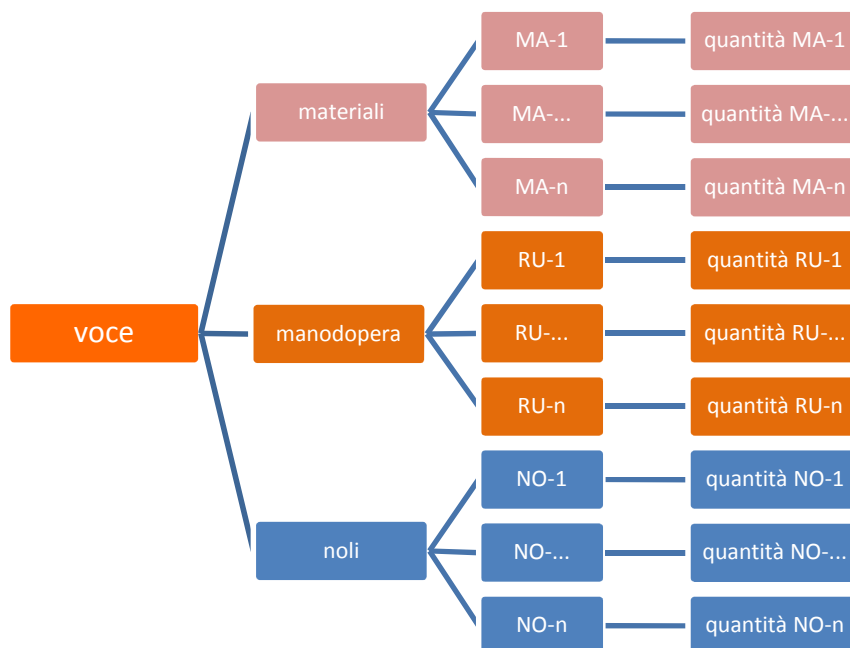 MA-1
quantità MA-1
materiali
MA-...
quantità MA-...
MA-n
quantità MA-n
RU-1
quantità RU-1
voce
manodopera
RU-...
quantità RU-...
RU-n
quantità RU-n
NO-1
quantità NO-1
noli
NO-...
quantità NO-...
NO-n
quantità NO-n